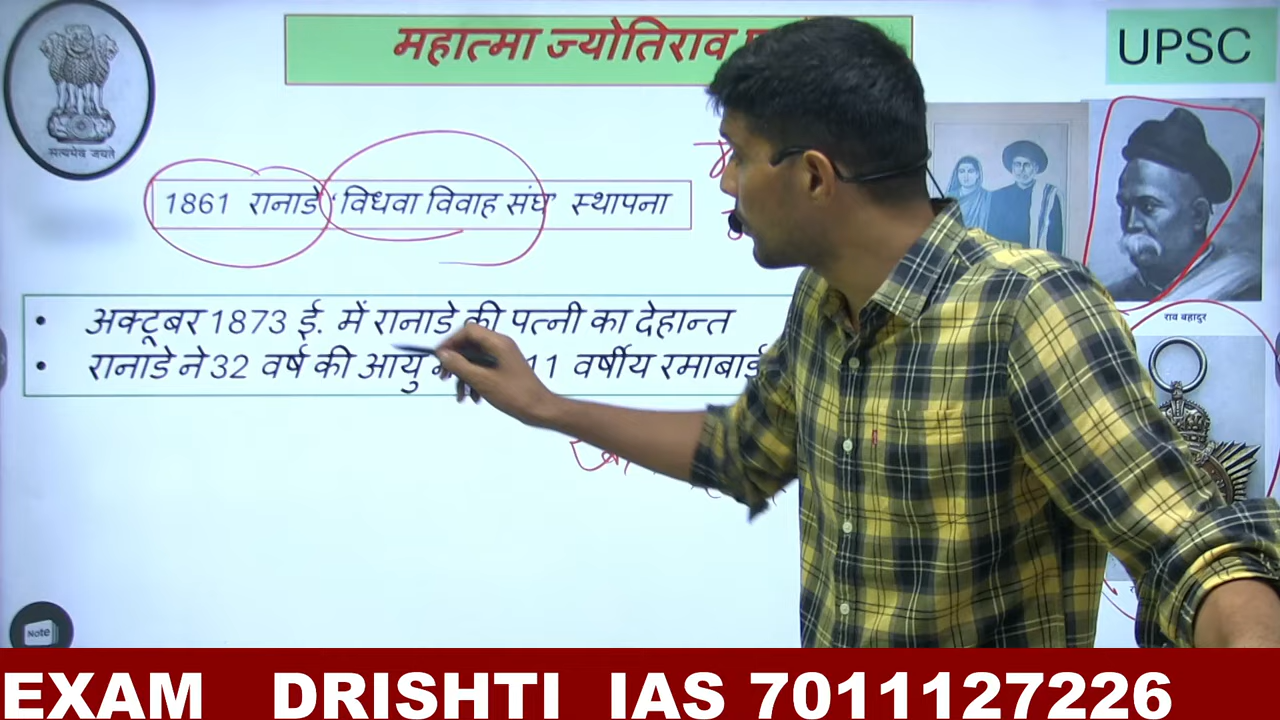 महात्मा ज्योतिराव
UPSC
सत्यमेव जयते
1861 रानाडे 'विधवा विवाह संघ' स्थापना
राव बहादुर
• अक्टूबर 1873 ई. में रानाडे की पत्नी का देहान्त
• रानाडे ने 32 वर्ष की आयु 11 वर्षीय रमाबाई
Note
EXAM DRISHTI IAS 7011127226